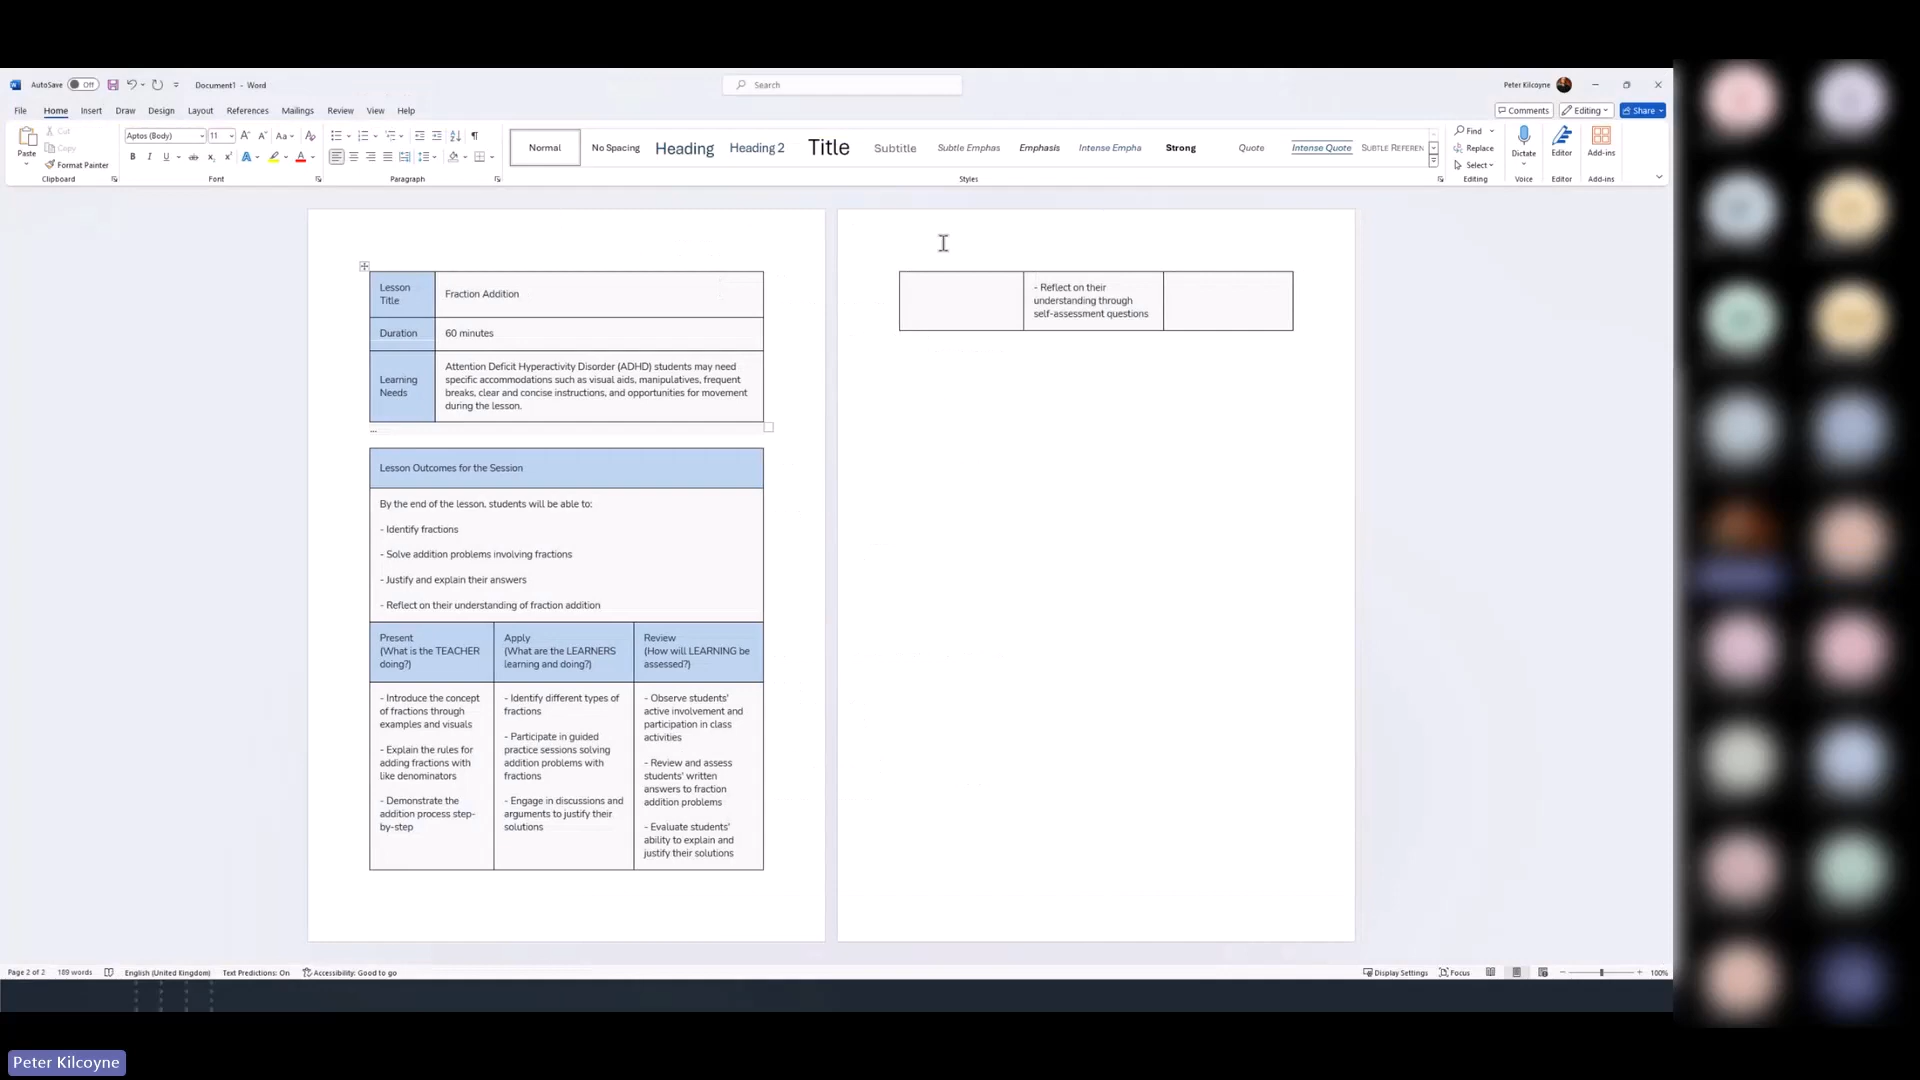 AutoSave Off Document1 - Word Search Peter Kilcoyne
File Home Insert Draw Design Layout References Mailings Review View Help Comments Editing Share
Paste Cut Copy Format Painter
Aptos (Body) 11
Normal No Spacing Heading Heading 2 Title Subtitle Subtle Emphas Emphasis Intense Empha Strong Quote Intense Quote SUBTLE REFEREN
Find Replace Select Dictate Editor Add-ins
Clipboard Font Paragraph Styles Editing Voice Editor Add-ins
Lesson
Title
Fraction Addition
Duration
60 minutes
Learning
Needs
Attention Deficit Hyperactivity Disorder (ADHD) students may need
specific accommodations such as visual aids, manipulatives, frequent
breaks, clear and concise instructions, and opportunities for movement
during the lesson.
...
Lesson Outcomes for the Session
By the end of the lesson, students will be able to:
- Identify fractions
- Solve addition problems involving fractions
- Justify and explain their answers
- Reflect on their understanding of fraction addition
Present
(What is the TEACHER
doing?)
Apply
(What are the LEARNERS
learning and doing?)
Review
(How will LEARNING be
assessed?)
- Introduce the concept
of fractions through
examples and visuals
- Explain the rules for
adding fractions with
like denominators
- Demonstrate the
addition process step-
by-step
- Identify different types of
fractions
- Participate in guided
practice sessions solving
addition problems with
fractions
- Engage in discussions and
arguments to justify their
solutions
- Observe students'
active involvement and
participation in class
activities
- Review and assess
students' written
answers to fraction
addition problems
- Evaluate students'
ability to explain and
justify their solutions
- Reflect on their
understanding through
self-assessment questions
Page 2 of 2 189 words English (United Kingdom) Text Predictions: On Accessibility: Good to go Display Settings Focus 100%
Peter Kilcoyne